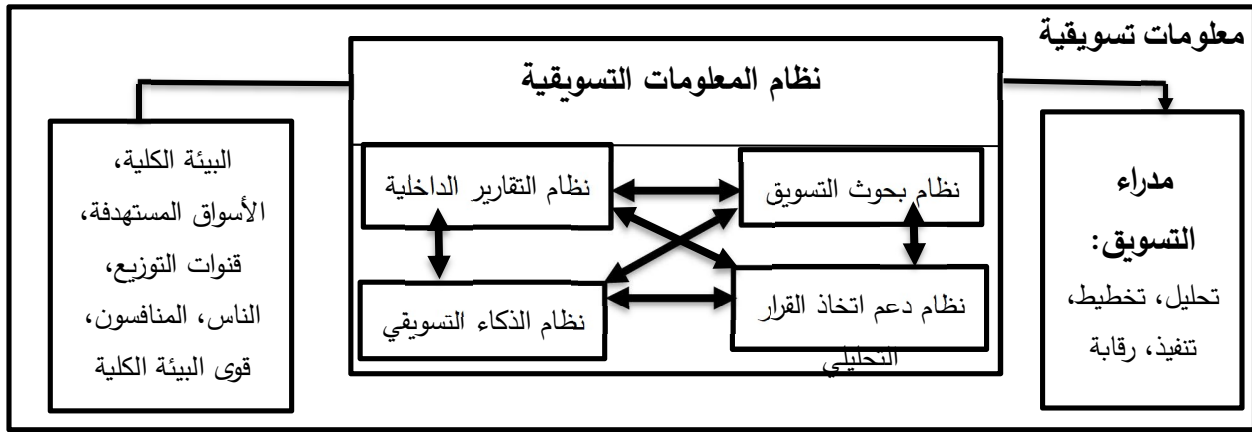 معلومات تسويقية
نظام المعلومات التسويقية
مدراء
التسويق:
تحليل، تخطيط،
تنفيذ، رقابة
نظام بحوث التسويق
نظام التقارير الداخلية
نظام دعم اتخاذ القرار
التحليلي
نظام الذكاء التسويقي
البيئة الكلية،
الأسواق المستهدفة،
قنوات التوزيع،
الناس، المنافسون،
قوى البيئة الكلية